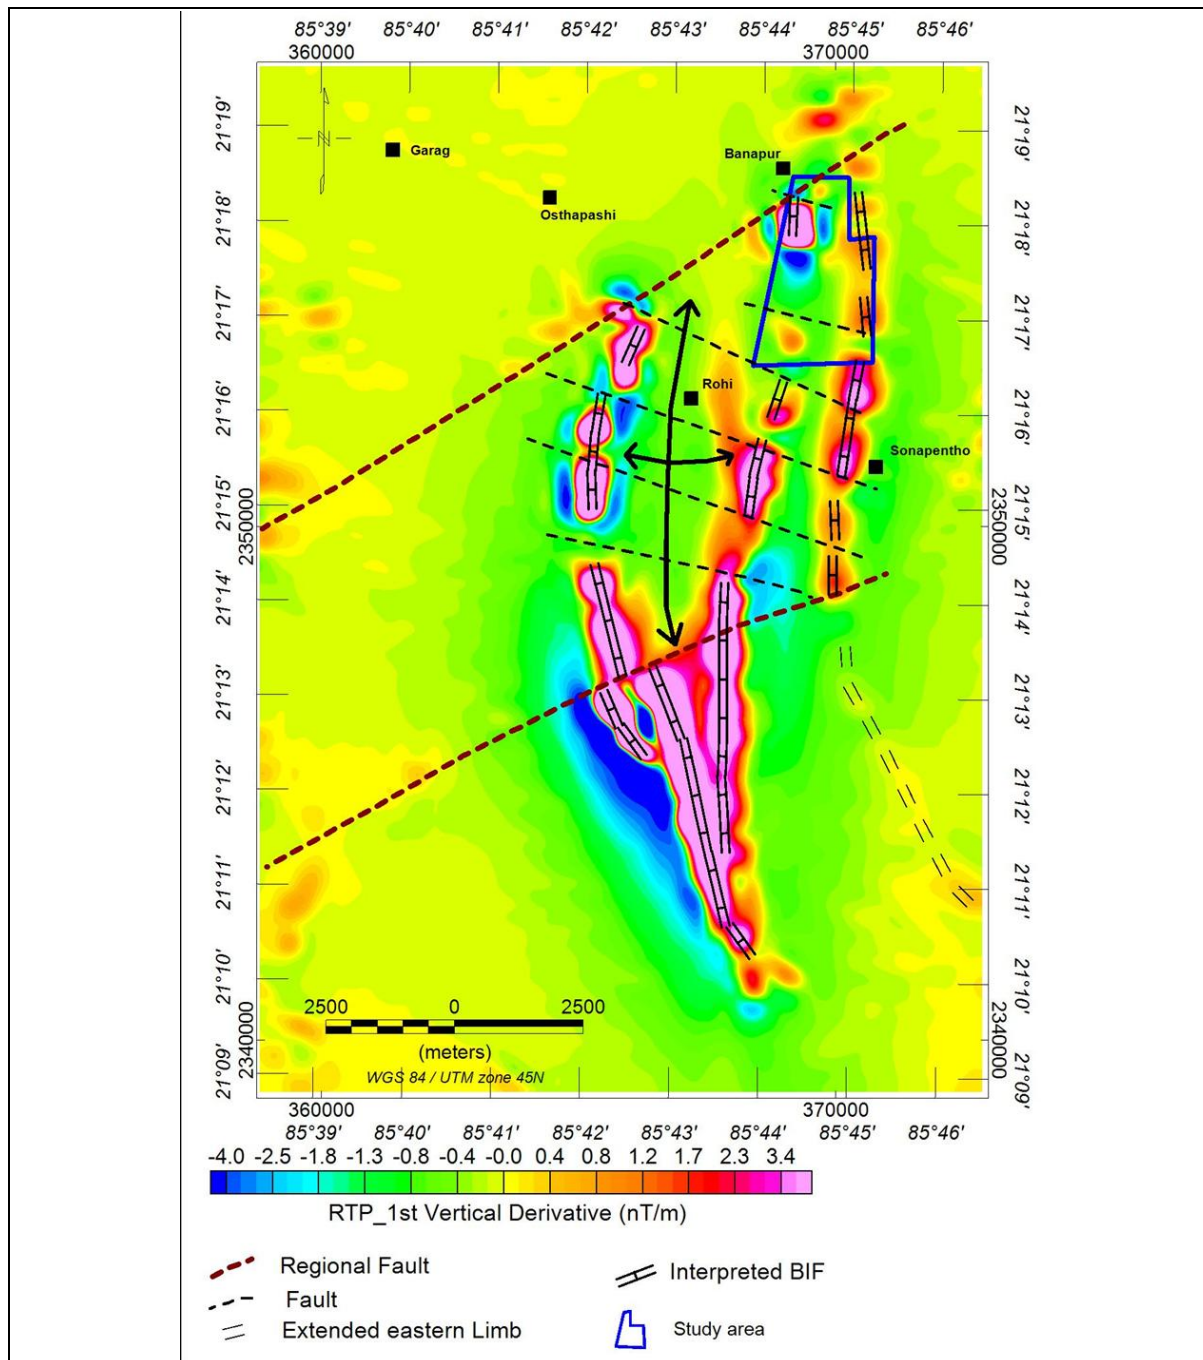 85°39' 85°40' 85°41' 85°42' 85°43' 85°44' 85°45' 85°46'
360000 370000
21°19' 21°19'
Garag
Banapur
Osthapashi
21°18' 21°18'
21°17' 21°17'
Rohi
21°16' 21°16'
Sonapentho
21°15' 21°15'
2350000 2350000
21°14' 21°14'
21°13' 21°13'
21°12' 21°12'
21°11' 21°11'
21°10' 21°10'
2500 0 2500
(meters)
WGS 84 / UTM zone 45N
2340000 2340000
21°09' 21°09'
360000 370000
85°39' 85°40' 85°41' 85°42' 85°43' 85°44' 85°45' 85°46'
-4.0 -2.5 -1.8 -1.3 -0.8 -0.4 -0.0 0.4 0.8 1.2 1.7 2.3 3.4
RTP_1st Vertical Derivative (nT/m)
Regional Fault
Interpreted BIF
Fault
Extended eastern Limb
Study area
N